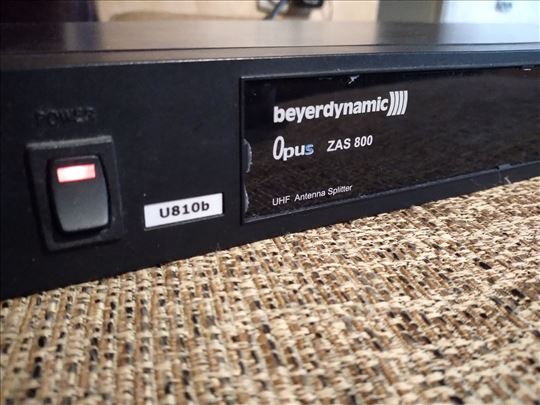 POWER
U810b
beyerdynamic
Opus ZAS 800
UHF Antenna Splitter